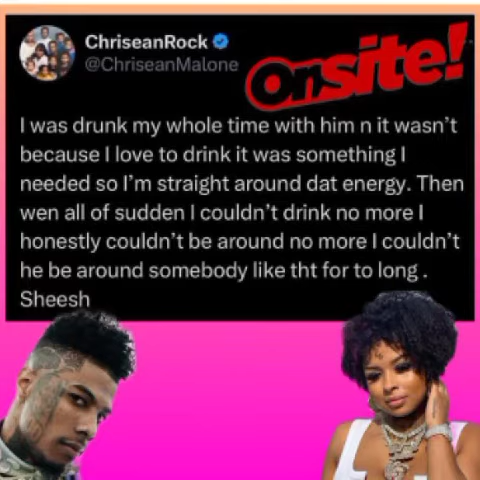 ChriseanRock
@ChriseanMalone
Onsite!
I was drunk my whole time with him n it wasn't
because I love to drink it was something I
needed so I'm straight around dat energy. Then
wen all of sudden I couldn't drink no more I
honestly couldn't be around no more I couldn't
he be around somebody like tht for to long .
Sheesh